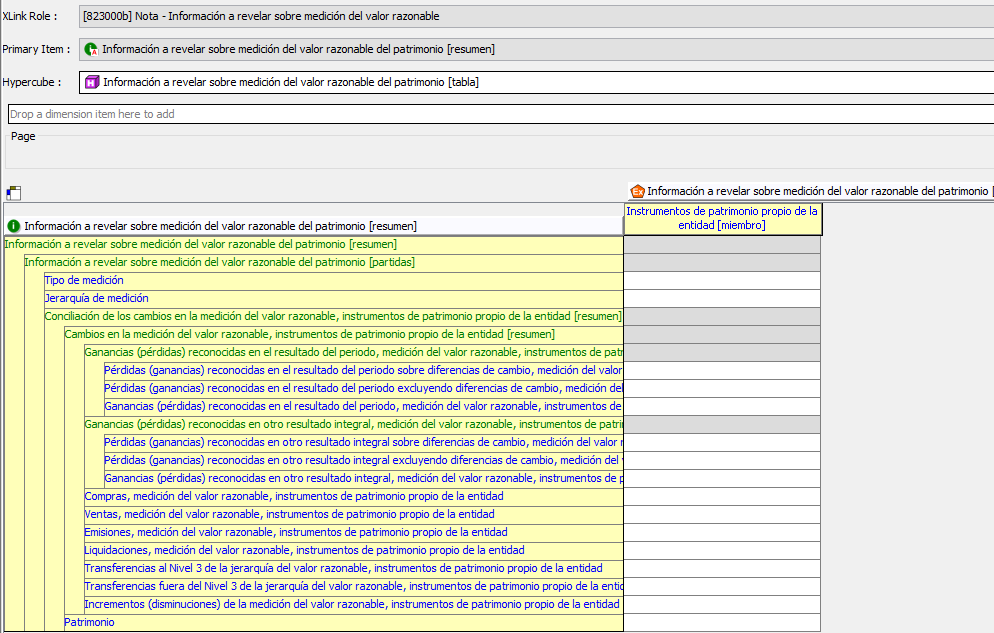 XLink Role : [823000b] Nota - Información a revelar sobre medición del valor razonable
Primary Item : Información a revelar sobre medición del valor razonable del patrimonio [resumen]
Hypercube : Información a revelar sobre medición del valor razonable del patrimonio [tabla]
Drop a dimension item here to add
Page
Información a revelar sobre medición del valor razonable del patrimonio [
Información a revelar sobre medición del valor razonable del patrimonio [resumen]
Instrumentos de patrimonio propio de la
entidad [miembro]
Información a revelar sobre medición del valor razonable del patrimonio [resumen]
Información a revelar sobre medición del valor razonable del patrimonio [partidas]
Tipo de medición
Jerarquía de medición
Conciliación de los cambios en la medición del valor razonable, instrumentos de patrimonio propio de la entidad [resumen]
Cambios en la medición del valor razonable, instrumentos de patrimonio propio de la entidad [resumen]
Ganancias (pérdidas) reconocidas en el resultado del periodo, medición del valor razonable, instrumentos de patr
Pérdidas (ganancias) reconocidas en el resultado del periodo sobre diferencias de cambio, medición del valor
Pérdidas (ganancias) reconocidas en el resultado del periodo excluyendo diferencias de cambio, medición del
Ganancias (pérdidas) reconocidas en el resultado del periodo, medición del valor razonable, instrumentos de
Ganancias (pérdidas) reconocidas en otro resultado integral, medición del valor razonable, instrumentos de patri
Pérdidas (ganancias) reconocidas en otro resultado integral sobre diferencias de cambio, medición del valor r
Pérdidas (ganancias) reconocidas en otro resultado integral excluyendo diferencias de cambio, medición del v
Ganancias (pérdidas) reconocidas en otro resultado integral, medición del valor razonable, instrumentos de p
Compras, medición del valor razonable, instrumentos de patrimonio propio de la entidad
Ventas, medición del valor razonable, instrumentos de patrimonio propio de la entidad
Emisiones, medición del valor razonable, instrumentos de patrimonio propio de la entidad
Liquidaciones, medición del valor razonable, instrumentos de patrimonio propio de la entidad
Transferencias al Nivel 3 de la jerarquía del valor razonable, instrumentos de patrimonio propio de la entidad
Transferencias fuera del Nivel 3 de la jerarquía del valor razonable, instrumentos de patrimonio propio de la entid
Incrementos (disminuciones) de la medición del valor razonable, instrumentos de patrimonio propio de la entidad
Patrimonio